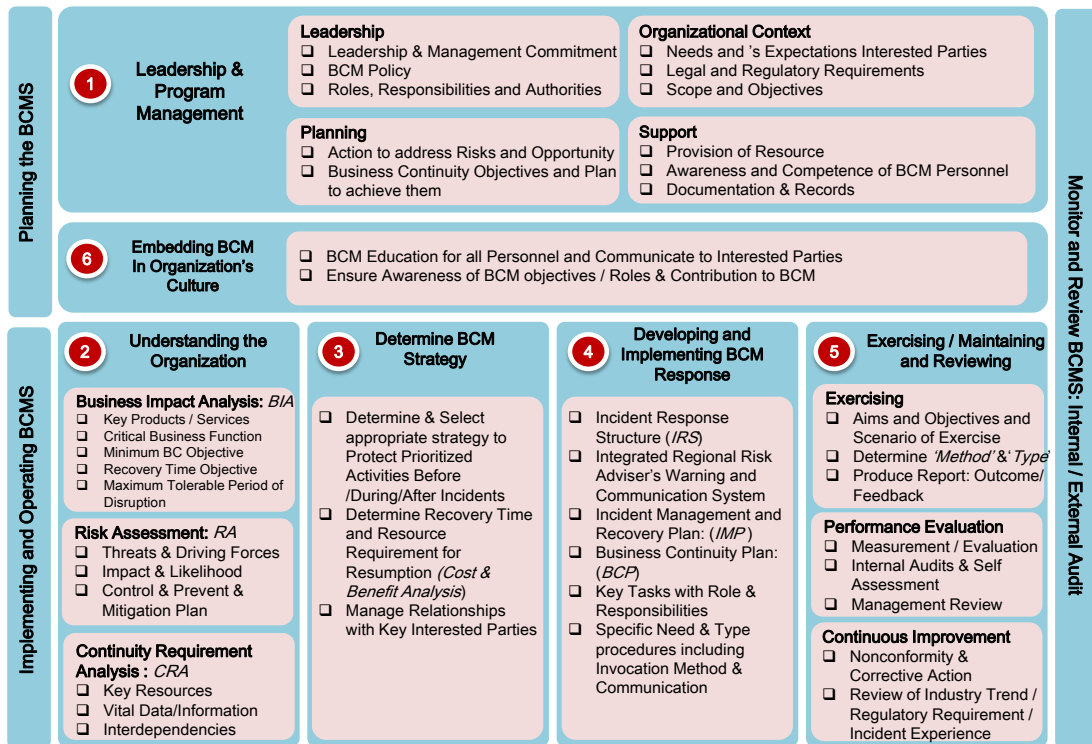 Planning the BCMS
1
Leadership &
Program
Management
Leadership
❑ Leadership & Management Commitment
❑ BCM Policy
❑ Roles, Responsibilities and Authorities
Organizational Context
❑ Needs and 's Expectations Interested Parties
❑ Legal and Regulatory Requirements
❑ Scope and Objectives
Planning
❑ Action to address Risks and Opportunity
❑ Business Continuity Objectives and Plan
to achieve them
Support
❑ Provision of Resource
❑ Awareness and Competence of BCM Personnel
❑ Documentation & Records
6
Embedding BCM
In Organization's
Culture
❑ BCM Education for all Personnel and Communicate to Interested Parties
❑ Ensure Awareness of BCM objectives / Roles & Contribution to BCM
Implementing and Operating BCMS
2
Understanding the
Organization
Business Impact Analysis: BIA
❑ Key Products / Services
❑ Critical Business Function
❑ Minimum BC Objective
❑ Recovery Time Objective
❑ Maximum Tolerable Period of
Disruption
Risk Assessment: RA
❑ Threats & Driving Forces
❑ Impact & Likelihood
❑ Control & Prevent &
Mitigation Plan
Continuity Requirement
Analysis : CRA
❑ Key Resources
❑ Vital Data/Information
❑ Interdependencies
3
Determine BCM
Strategy
❑ Determine & Select
appropriate strategy to
Protect Prioritized
Activities Before
/During/After Incidents
❑ Determine Recovery Time
and Resource
Requirement for
Resumption (Cost &
Benefit Analysis)
❑ Manage Relationships
with Key Interested Parties
4
Developing and
Implementing BCM
Response
❑ Incident Response
Structure (IRS)
❑ Integrated Regional Risk
Adviser's Warning and
Communication System
❑ Incident Management and
Recovery Plan: (IMP )
❑ Business Continuity Plan:
(BCP)
❑ Key Tasks with Role &
Responsibilities
❑ Specific Need & Type
procedures including
Invocation Method &
Communication
5
Exercising / Maintaining
and Reviewing
Exercising
❑ Aims and Objectives and
Scenario of Exercise
❑ Determine 'Method' &'Type'
❑ Produce Report: Outcome/
Feedback
Performance Evaluation
❑ Measurement / Evaluation
❑ Internal Audits & Self
Assessment
❑ Management Review
Continuous Improvement
❑ Nonconformity &
Corrective Action
❑ Review of Industry Trend /
Regulatory Requirement /
Incident Experience
Monitor and Review BCMS: Internal / External Audit